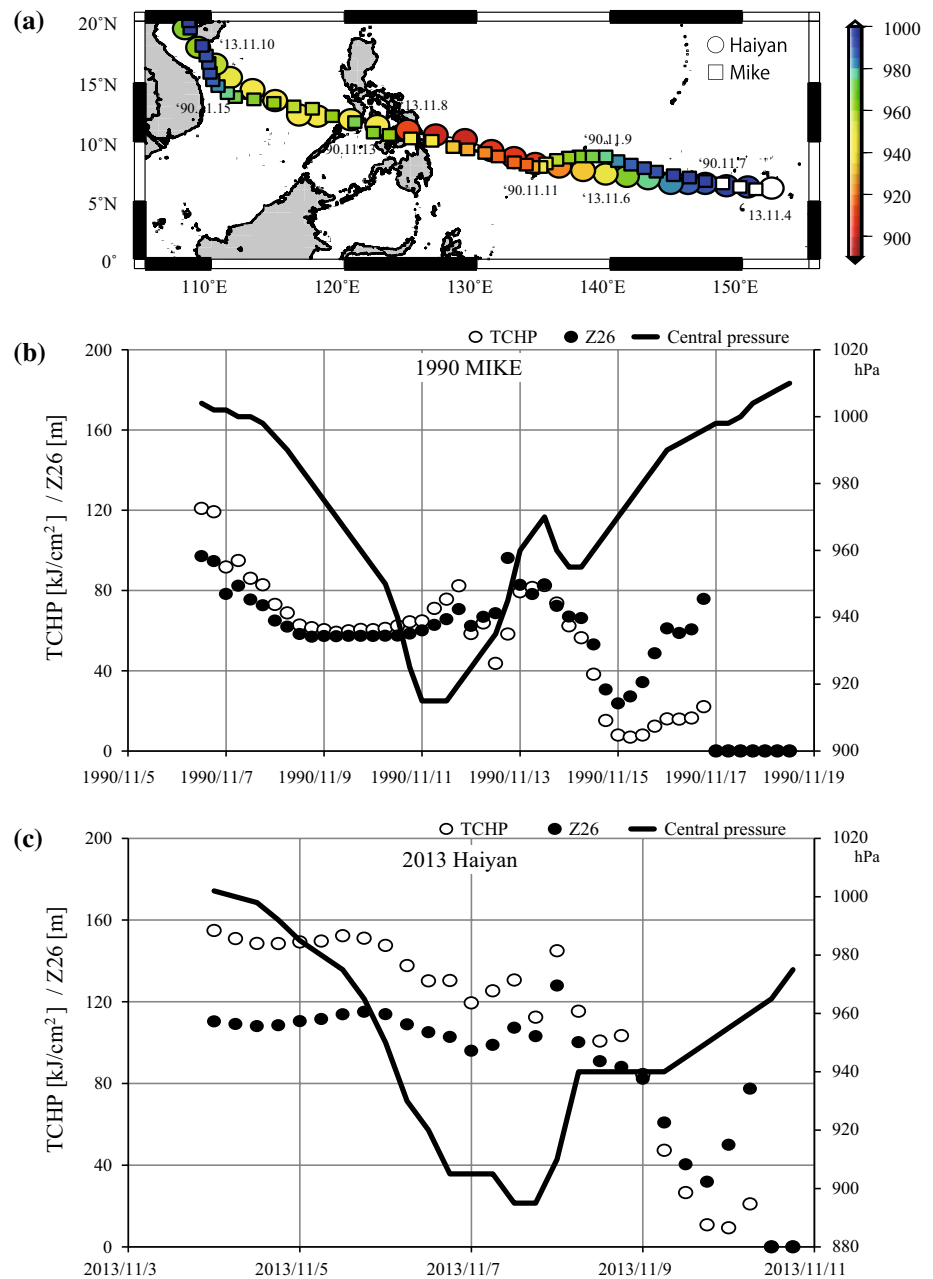 (a)
20°N
15°N
10°N
5°N
0°
110°E 120°E 130°E 140°E 150°E
'13.11.10
'90.11.15
'13.11.8
'90.11.9
'90.11.7
'90.11.11
'13.11.6
'13.11.4
Haiyan
Mike
1000
980
960
940
920
900
(b)
TCHP Z26 Central pressure
1990 MIKE
TCHP [kJ/cm2] / Z26 [m]
200
160
120
80
40
0
1020
hPa
1000
980
960
940
920
900
1990/11/5 1990/11/7 1990/11/9 1990/11/11 1990/11/13 1990/11/15 1990/11/17 1990/11/19
(c)
TCHP Z26 Central pressure
2013 Haiyan
TCHP [kJ/cm2] / Z26 [m]
200
160
120
80
40
0
1020
hPa
1000
980
960
940
920
900
880
2013/11/3 2013/11/5 2013/11/7 2013/11/9 2013/11/11